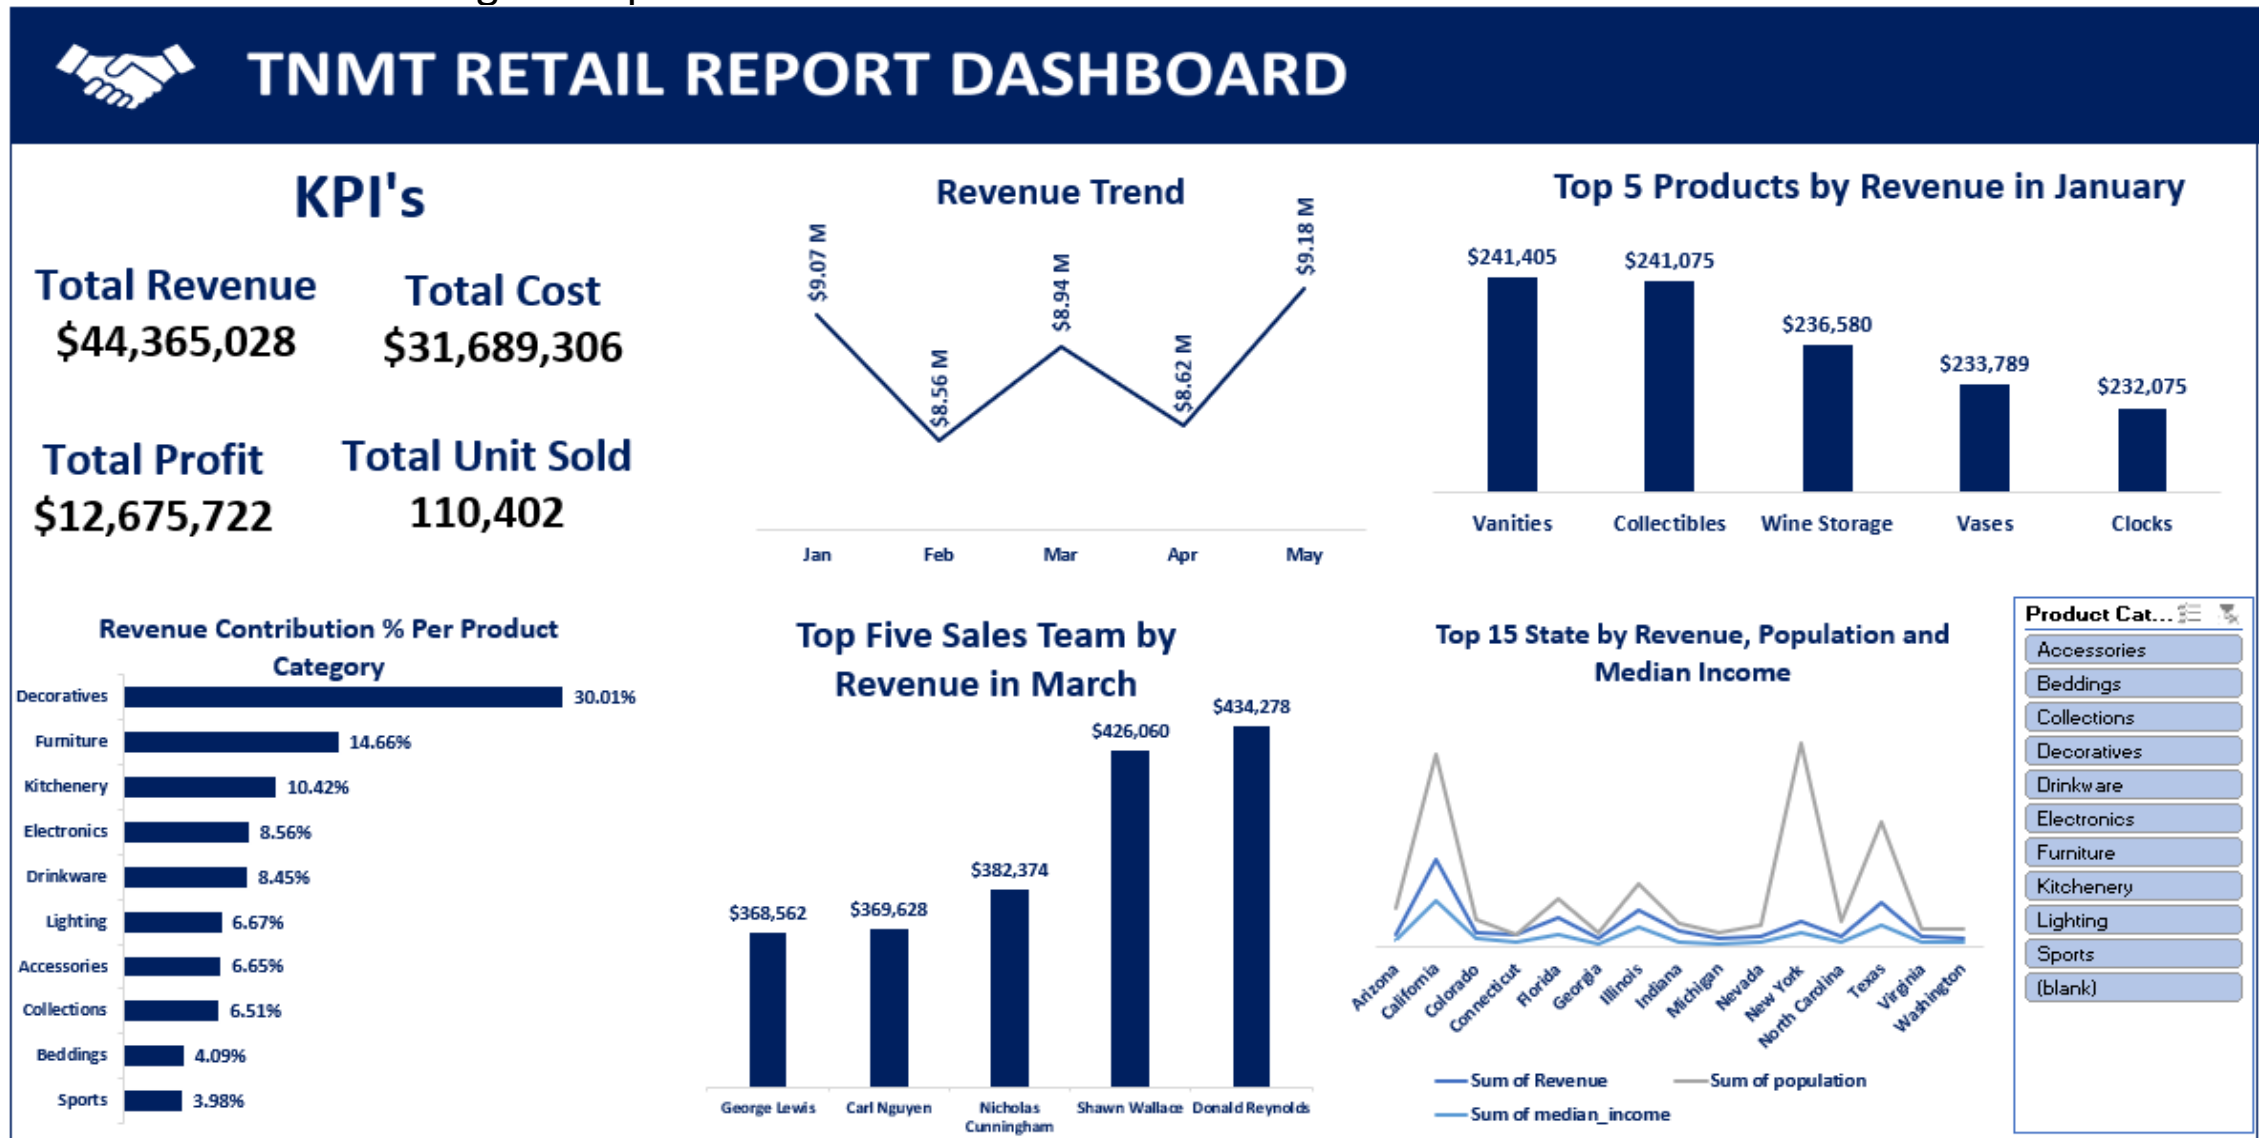 TNMT RETAIL REPORT DASHBOARD
KPI's
Total Revenue
$44,365,028
Total Cost
$31,689,306
Total Profit
$12,675,722
Total Unit Sold
110,402
Revenue Trend
$9.07 M
$8.56 M
$8.94 M
$8.62 M
$9.18 M
Jan
Feb
Mar
Apr
May
Top 5 Products by Revenue in January
$241,405
$241,075
$236,580
$233,789
$232,075
Vanities
Collectibles
Wine Storage
Vases
Clocks
Revenue Contribution % Per Product
Category
Decoratives 30.01%
Furniture 14.66%
Kitchenery 10.42%
Electronics 8.56%
Drinkware 8.45%
Lighting 6.67%
Accessories 6.65%
Collections 6.51%
Beddings 4.09%
Sports 3.98%
Top Five Sales Team by
Revenue in March
$368,562
$369,628
$382,374
$426,060
$434,278
George Lewis
Carl Nguyen
Nicholas
Cunningham
Shawn Wallace
Donald Reynolds
Top 15 State by Revenue, Population and
Median Income
Arizona
California
Colorado
Connecticut
Florida
Georgia
Illinois
Indiana
Michigan
Nevada
New York
North Carolina
Texas
Virginia
Washington
Sum of Revenue
Sum of population
Sum of median_income
Product Cat...
Accessories
Beddings
Collections
Decoratives
Drinkware
Electronics
Furniture
Kitchenery
Lighting
Sports
(blank)